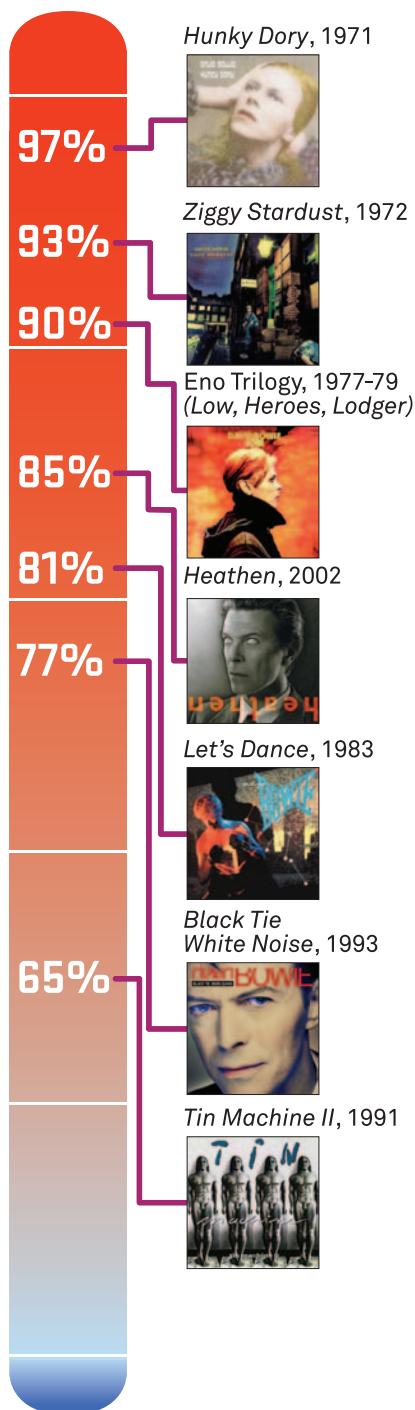 Hunky Dory, 1971
97%
Ziggy Stardust, 1972
93%
90%
Eno Trilogy, 1977-79
(Low, Heroes, Lodger)
85%
81%
Heathen, 2002
heathen
77%
Let's Dance, 1983
BOWIE
Black Tie
White Noise, 1993
DAVID BOWIE
65%
Tin Machine II, 1991
TIN
machine